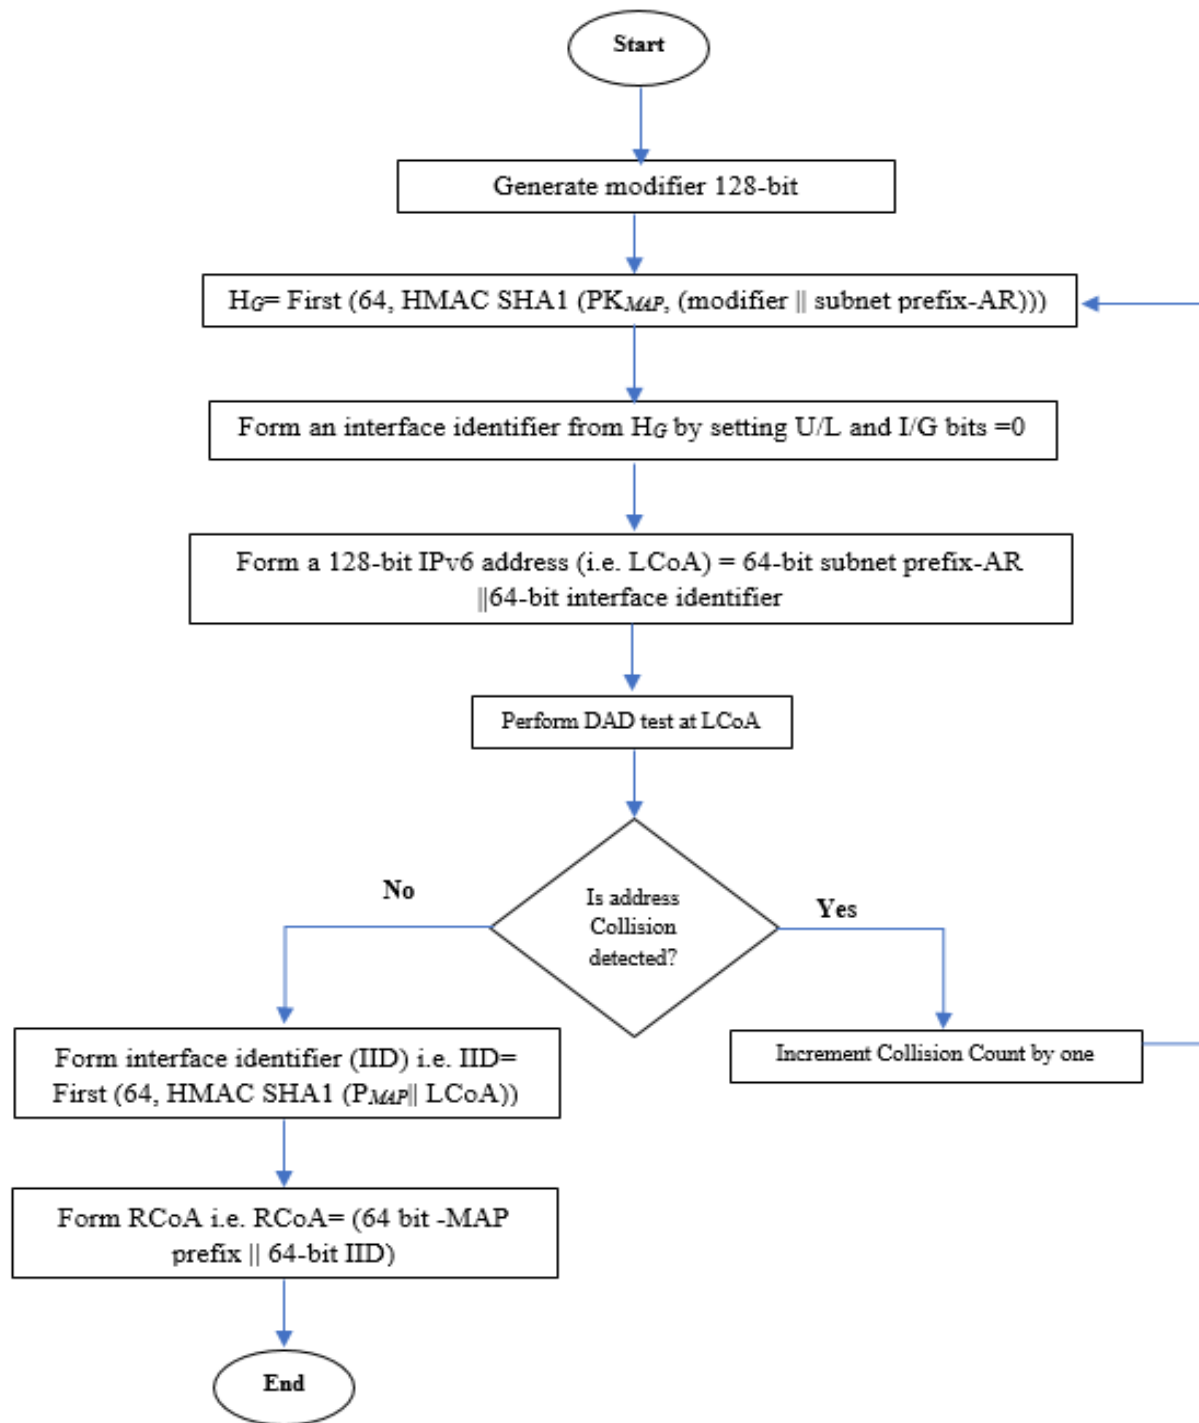 Start
Generate modifier 128-bit
HG= First (64, HMAC SHA1 (PKMAP, (modifier || subnet prefix-AR)))
Form an interface identifier from HG by setting U/L and I/G bits =0
Form a 128-bit IPv6 address (i.e. LCoA) = 64-bit subnet prefix-AR
||64-bit interface identifier
Perform DAD test at LCoA
Is address
Collision
detected?
No
Yes
Form interface identifier (IID) i.e. IID=
First (64, HMAC SHA1 (PMAP|| LCoA))
Increment Collision Count by one
Form RCoA i.e. RCoA= (64 bit -MAP
prefix || 64-bit IID)
End